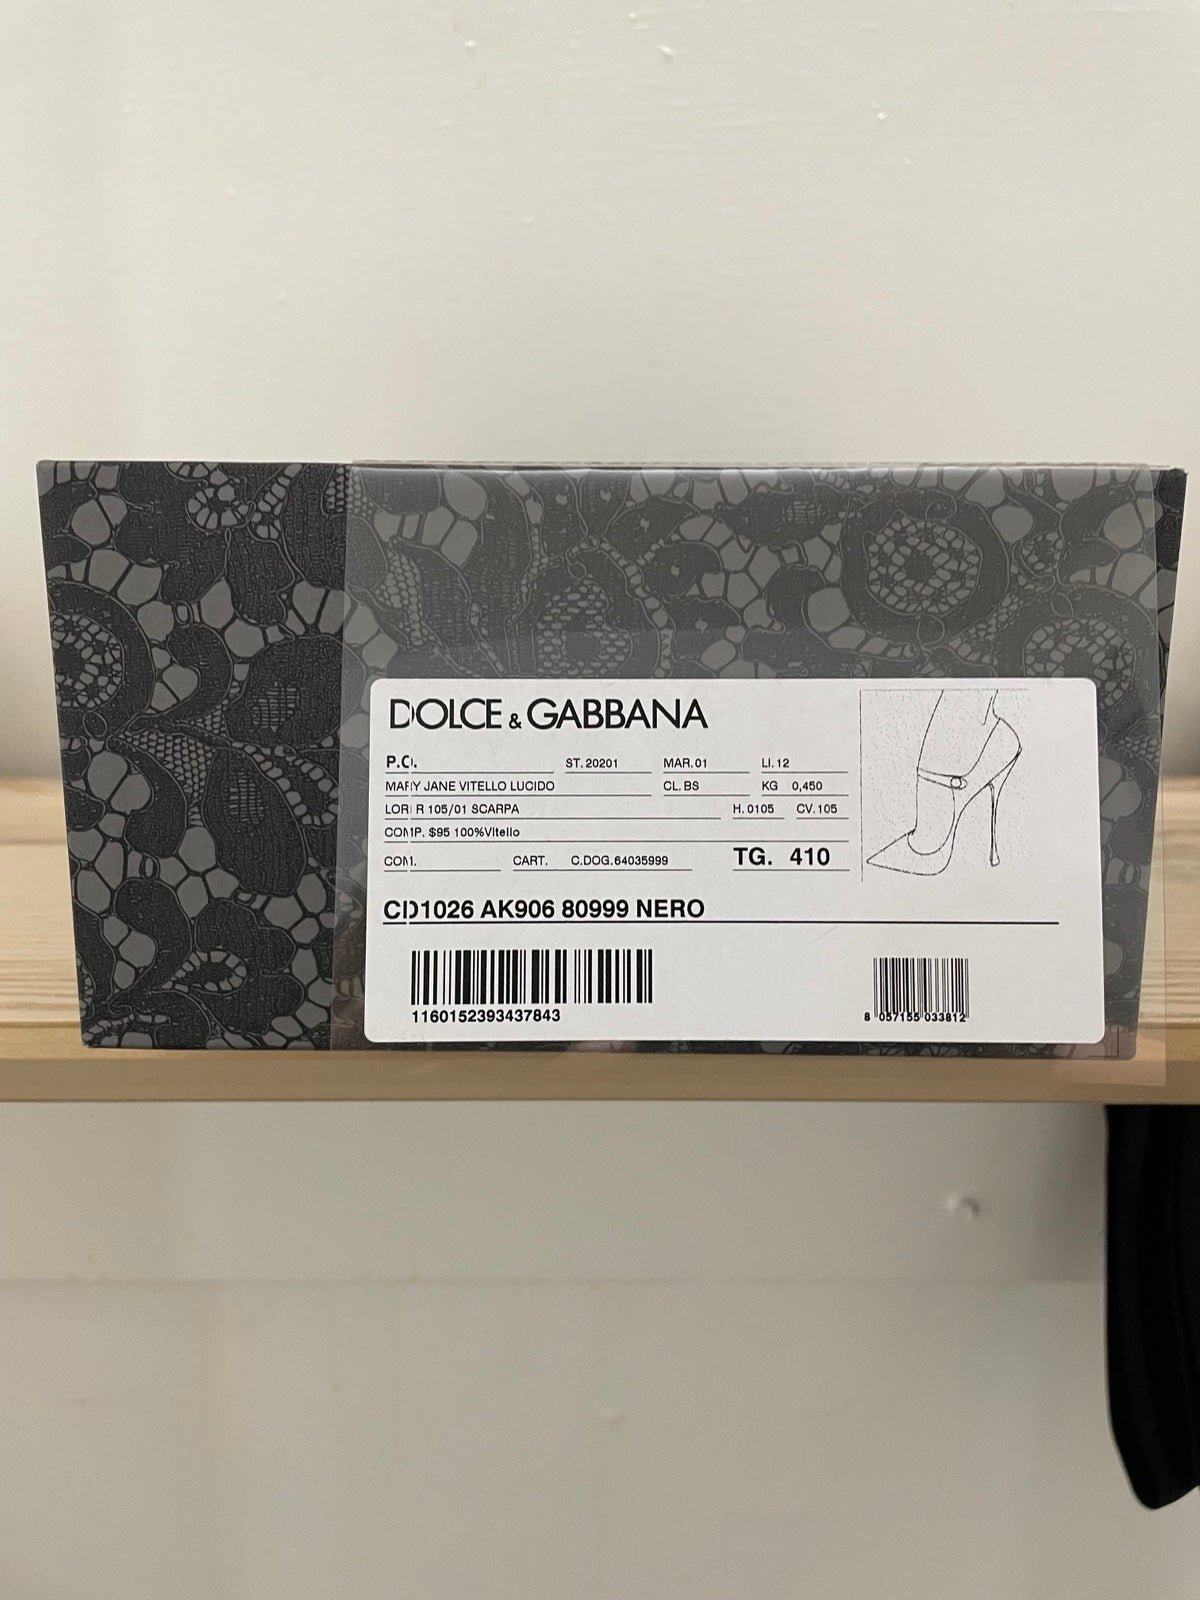 DOLCE & GABBANA
P.O. ST. 20201 MAR. 01 LI. 12
MARY JANE VITELLO LUCIDO CL. BS KG 0,450
LORI R 105/01 SCARPA H. 0105 CV. 105
COMP. $95 100%Vitello
COM. CART. C.DOG.64035999 TG. 410
CD1026 AK906 80999 NERO
1160152393437843
8 057155 033812